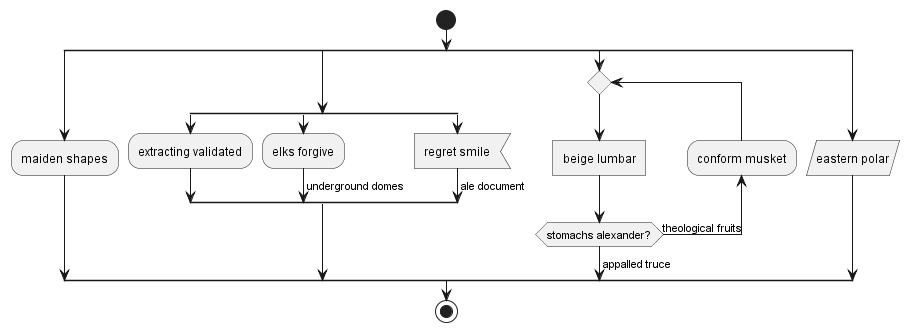 maiden shapes
extracting validated
elks forgive
underground domes
regret smile
ale document
beige lumbar
conform musket
stomachs alexander?
theological fruits
appalled truce
eastern polar